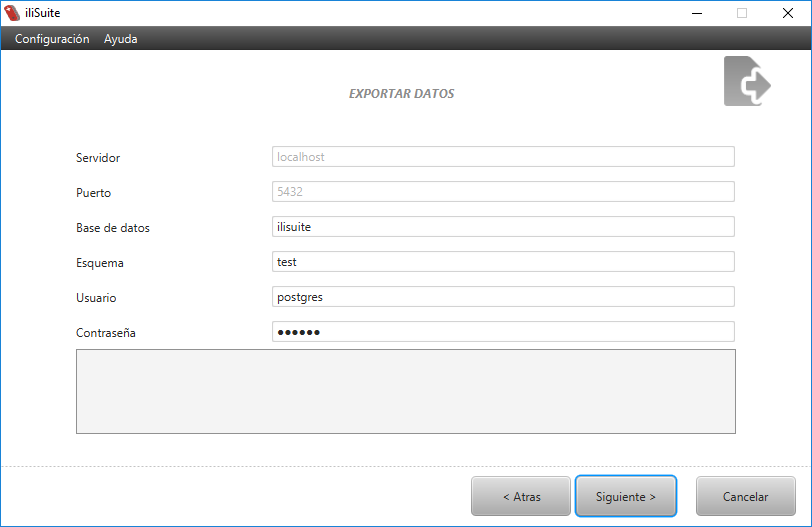 iliSuite
Configuración Ayuda
EXPORTAR DATOS
Servidor localhost
Puerto 5432
Base de datos ilisuite
Esquema test
Usuario postgres
Contraseña ●●●●●●
< Atras Siguiente > Cancelar